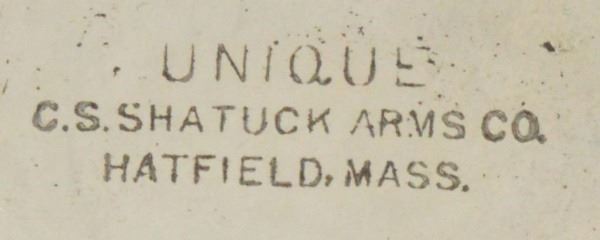 UNIQUE
C.S. SHATUCK ARMS CO.
HATFIELD, MASS.